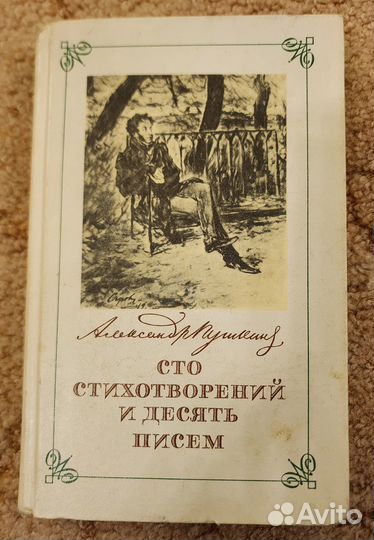 Александр Пушкин
СТО
СТИХОТВОРЕНИЙ
И ДЕСЯТЬ
ПИСЕМ
Avito